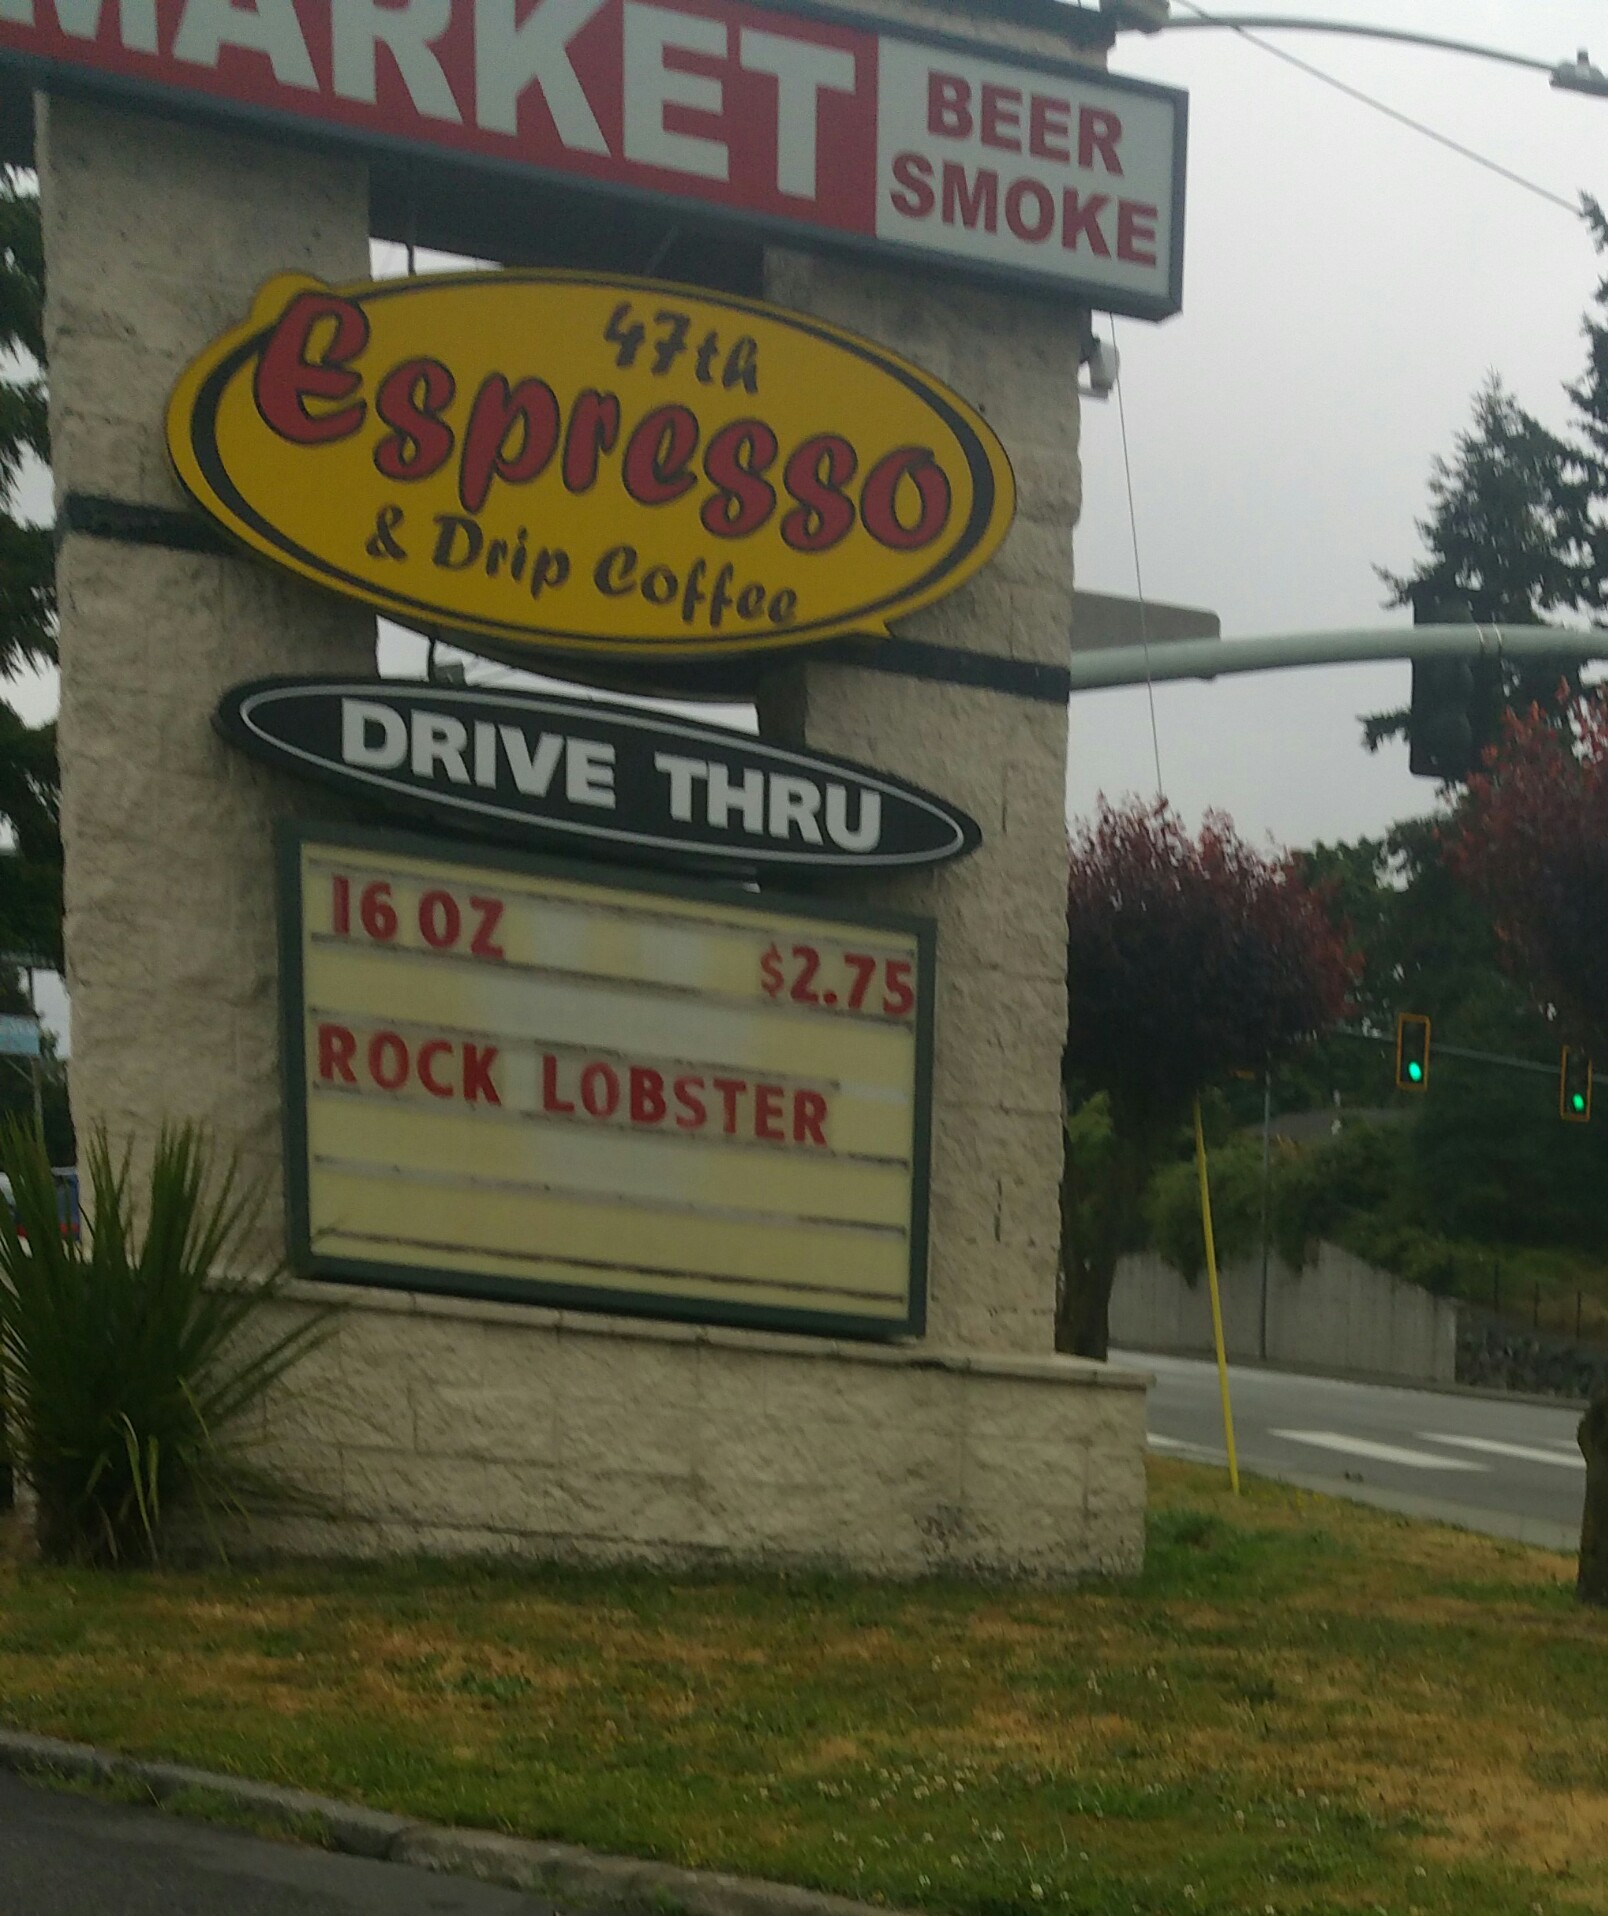 MARKET
BEER
SMOKE
47th
Espresso
& Drip Coffee
DRIVE THRU
16 OZ $2.75
ROCK LOBSTER